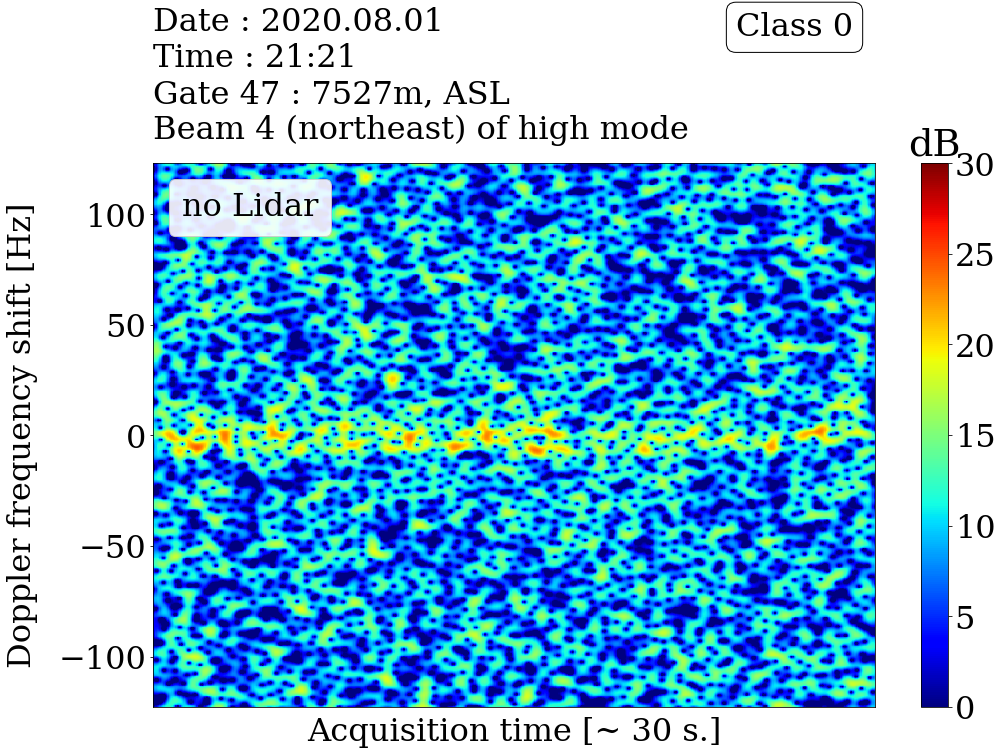 Date : 2020.08.01
Time : 21:21
Gate 47 : 7527m, ASL
Beam 4 (northeast) of high mode
Class 0
no Lidar
dB
30
25
20
15
10
5
0
Doppler frequency shift [Hz]
100
50
0
−50
−100
Acquisition time [~ 30 s.]